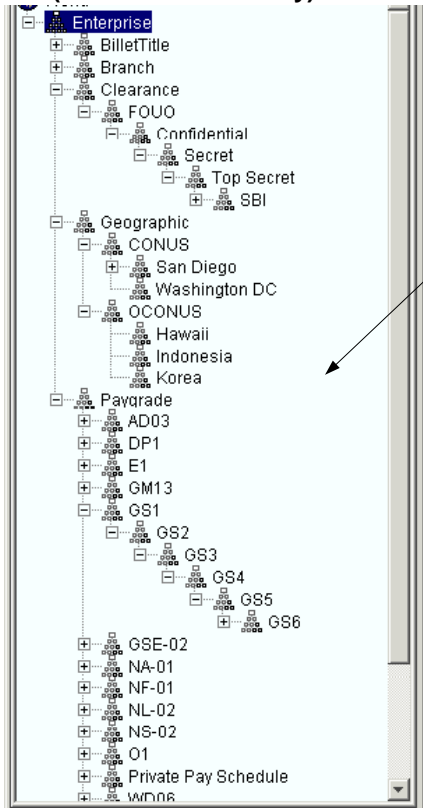 Enterprise
BilletTitle
Branch
Clearance
FOUO
Confidential
Secret
Top Secret
SBI
Geographic
CONUS
San Diego
Washington DC
OCONUS
Hawaii
Indonesia
Korea
Paygrade
AD03
DP1
E1
GM13
GS1
GS2
GS3
GS4
GS5
GS6
GSE-02
NA-01
NF-01
NL-02
NS-02
O1
Private Pay Schedule
WD06